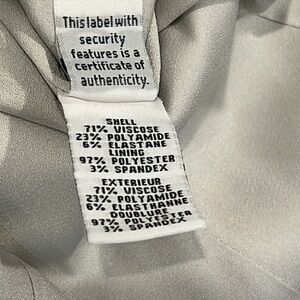 This label with
security
features is a
certificate of
authenticity.
SHELL
71% VISCOSE
23% POLYAMIDE
6% ELASTANE
LINING
97% POLYESTER
3% SPANDEX
EXTERIEUR
71% VISCOSE
23% POLYAMIDE
6% ELASTHANNE
DOUBLURE
97% POLYESTER
3% SPANDEX